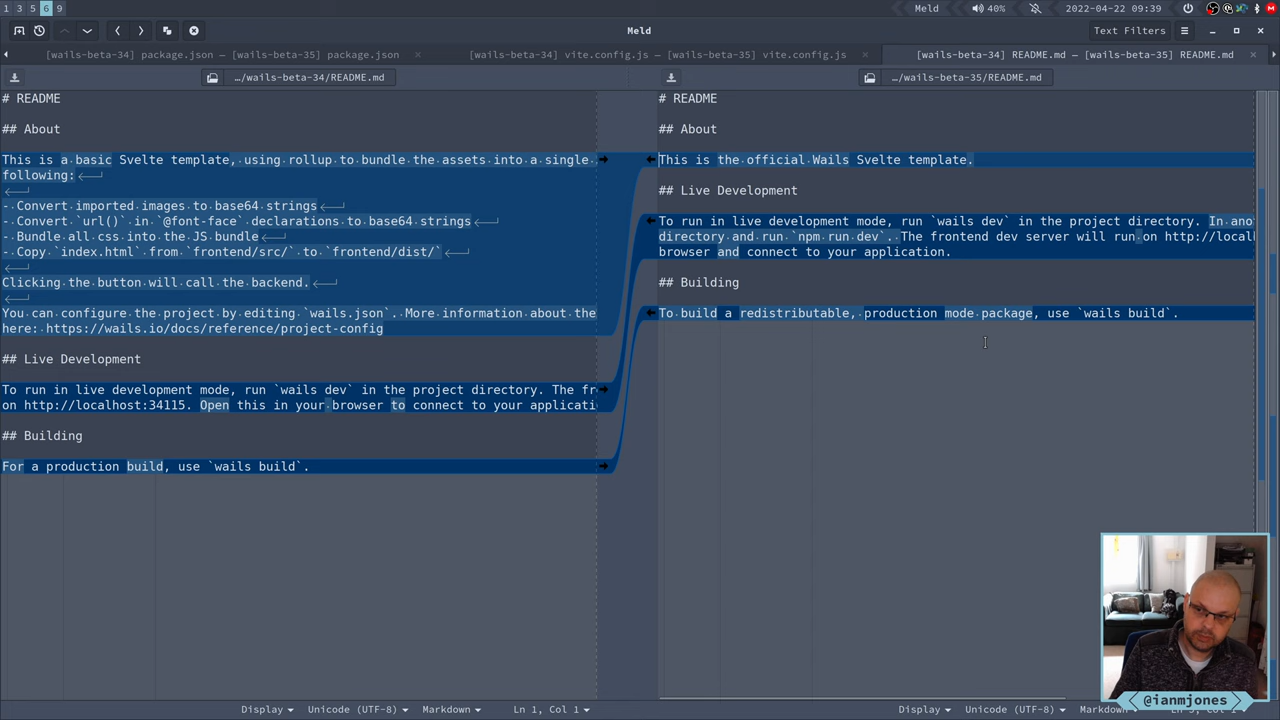 1 3 5 6 9
Meld 40% 2022-04-22 09:39
Meld
Text Filters
[wails-beta-34] package.json — [wails-beta-35] package.json
[wails-beta-34] vite.config.js — [wails-beta-35] vite.config.js
[wails-beta-34] README.md — [wails-beta-35] README.md
…/wails-beta-34/README.md
# README
## About
This is a basic Svelte template, using rollup to bundle the assets into a single
following:
- Convert imported images to base64 strings
- Convert `url()` in `@font-face` declarations to base64 strings
- Bundle all css into the JS bundle
- Copy `index.html` from `frontend/src/` to `frontend/dist/`
Clicking the button will call the backend.
You can configure the project by editing `wails.json`. More information about the
here: https://wails.io/docs/reference/project-config
## Live Development
To run in live development mode, run `wails dev` in the project directory. The fr
on http://localhost:34115. Open this in your browser to connect to your applicati
## Building
For a production build, use `wails build`.
…/wails-beta-35/README.md
# README
## About
This is the official Wails Svelte template.
## Live Development
To run in live development mode, run `wails dev` in the project directory. In ano
directory and run `npm run dev`. The frontend dev server will run on http://local
browser and connect to your application.
## Building
To build a redistributable, production mode package, use `wails build`.
Display Unicode (UTF-8) Markdown Ln 1, Col 1
Display Unicode (UTF-8) Markdown
@ianmjones